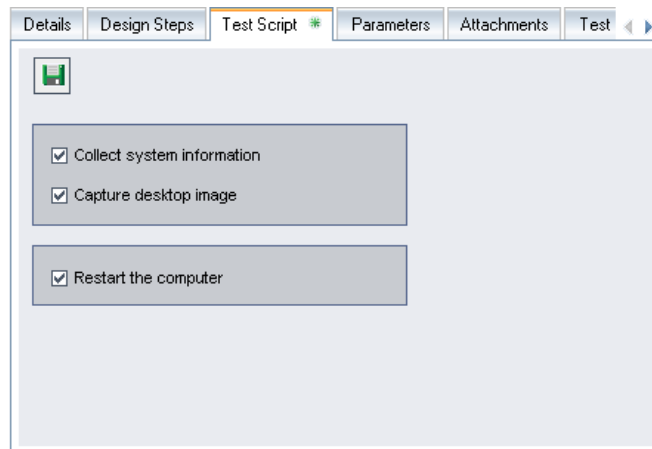 Details Design Steps Test Script * Parameters Attachments Test
Collect system information
Capture desktop image
Restart the computer